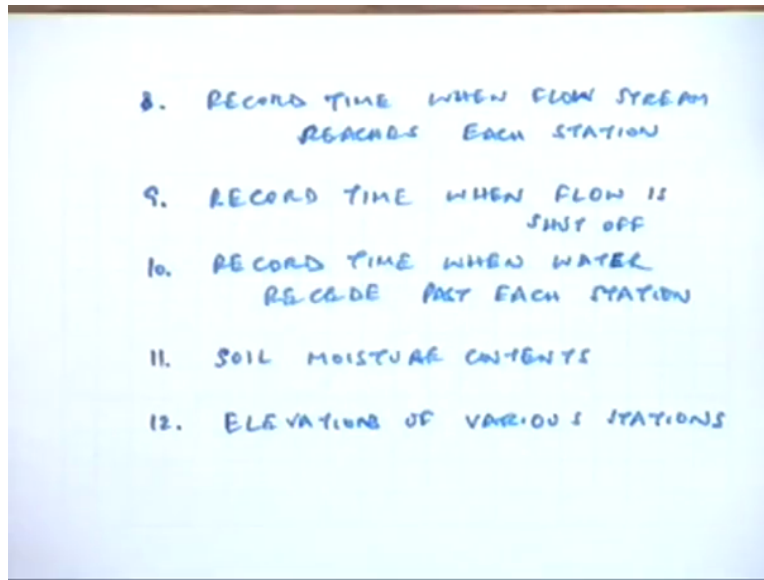 8. RECORD TIME WHEN FLOW STREAM
REACHES EACH STATION
9. RECORD TIME WHEN FLOW IS
SHUT OFF
10. RECORD TIME WHEN WATER
RECEDE PAST EACH STATION
11. SOIL MOISTURE CONTENTS
12. ELEVATIONS OF VARIOUS STATIONS